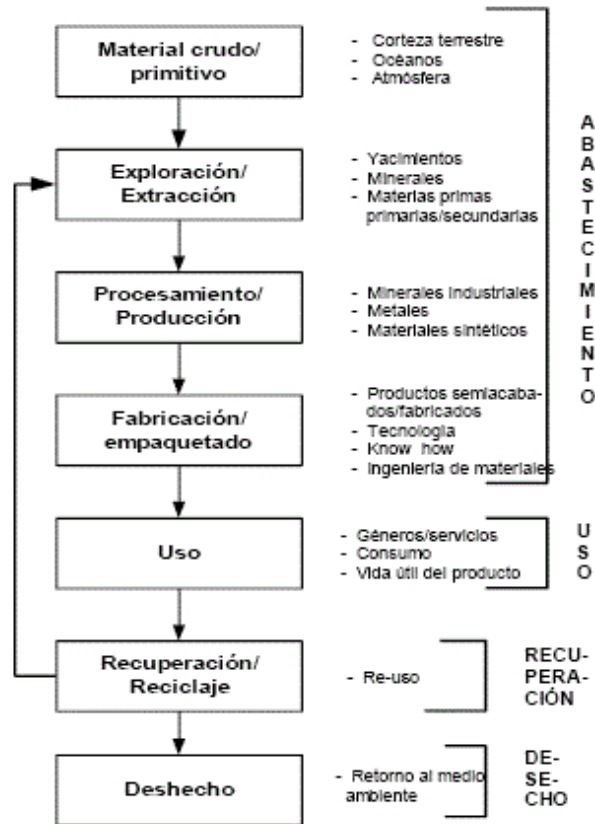 Material crudo/
primitivo
- Corteza terrestre
- Océanos
- Atmósfera
Exploración/
Extracción
- Yacimientos
- Minerales
- Materias primas
primarias/secundarias
Procesamiento/
Producción
- Minerales industriales
- Metales
- Materiales sintéticos
Fabricación/
empaquetado
- Productos semiacaba-
dos/fabricados
- Tecnología
- Know how
- Ingeniería de materiales
ABASTECIMIENTO
Uso
- Géneros/servicios
- Consumo
- Vida útil del producto
USO
Recuperación/
Reciclaje
- Re-uso
RECU-
PERA-
CIÓN
Deshecho
- Retorno al medio
ambiente
DE-
SE-
CHO